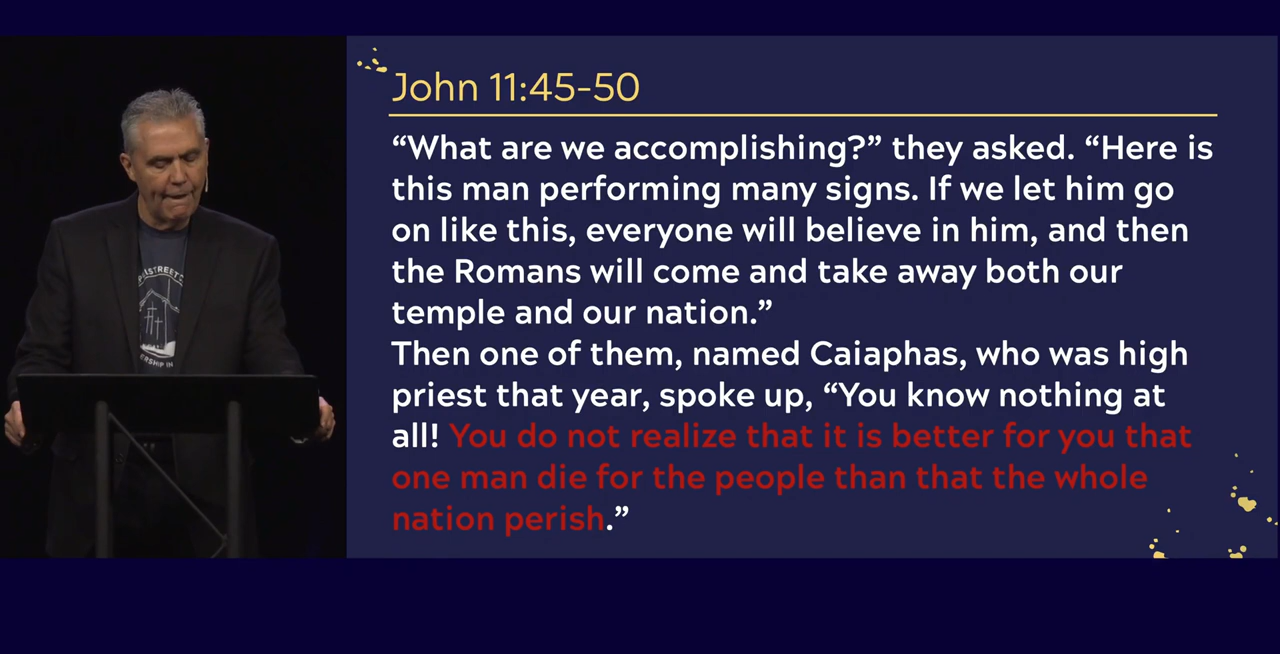 John 11:45-50
“What are we accomplishing?” they asked. “Here is
this man performing many signs. If we let him go
on like this, everyone will believe in him, and then
the Romans will come and take away both our
temple and our nation.”
Then one of them, named Caiaphas, who was high
priest that year, spoke up, “You know nothing at
all! You do not realize that it is better for you that
one man die for the people than that the whole
nation perish.”